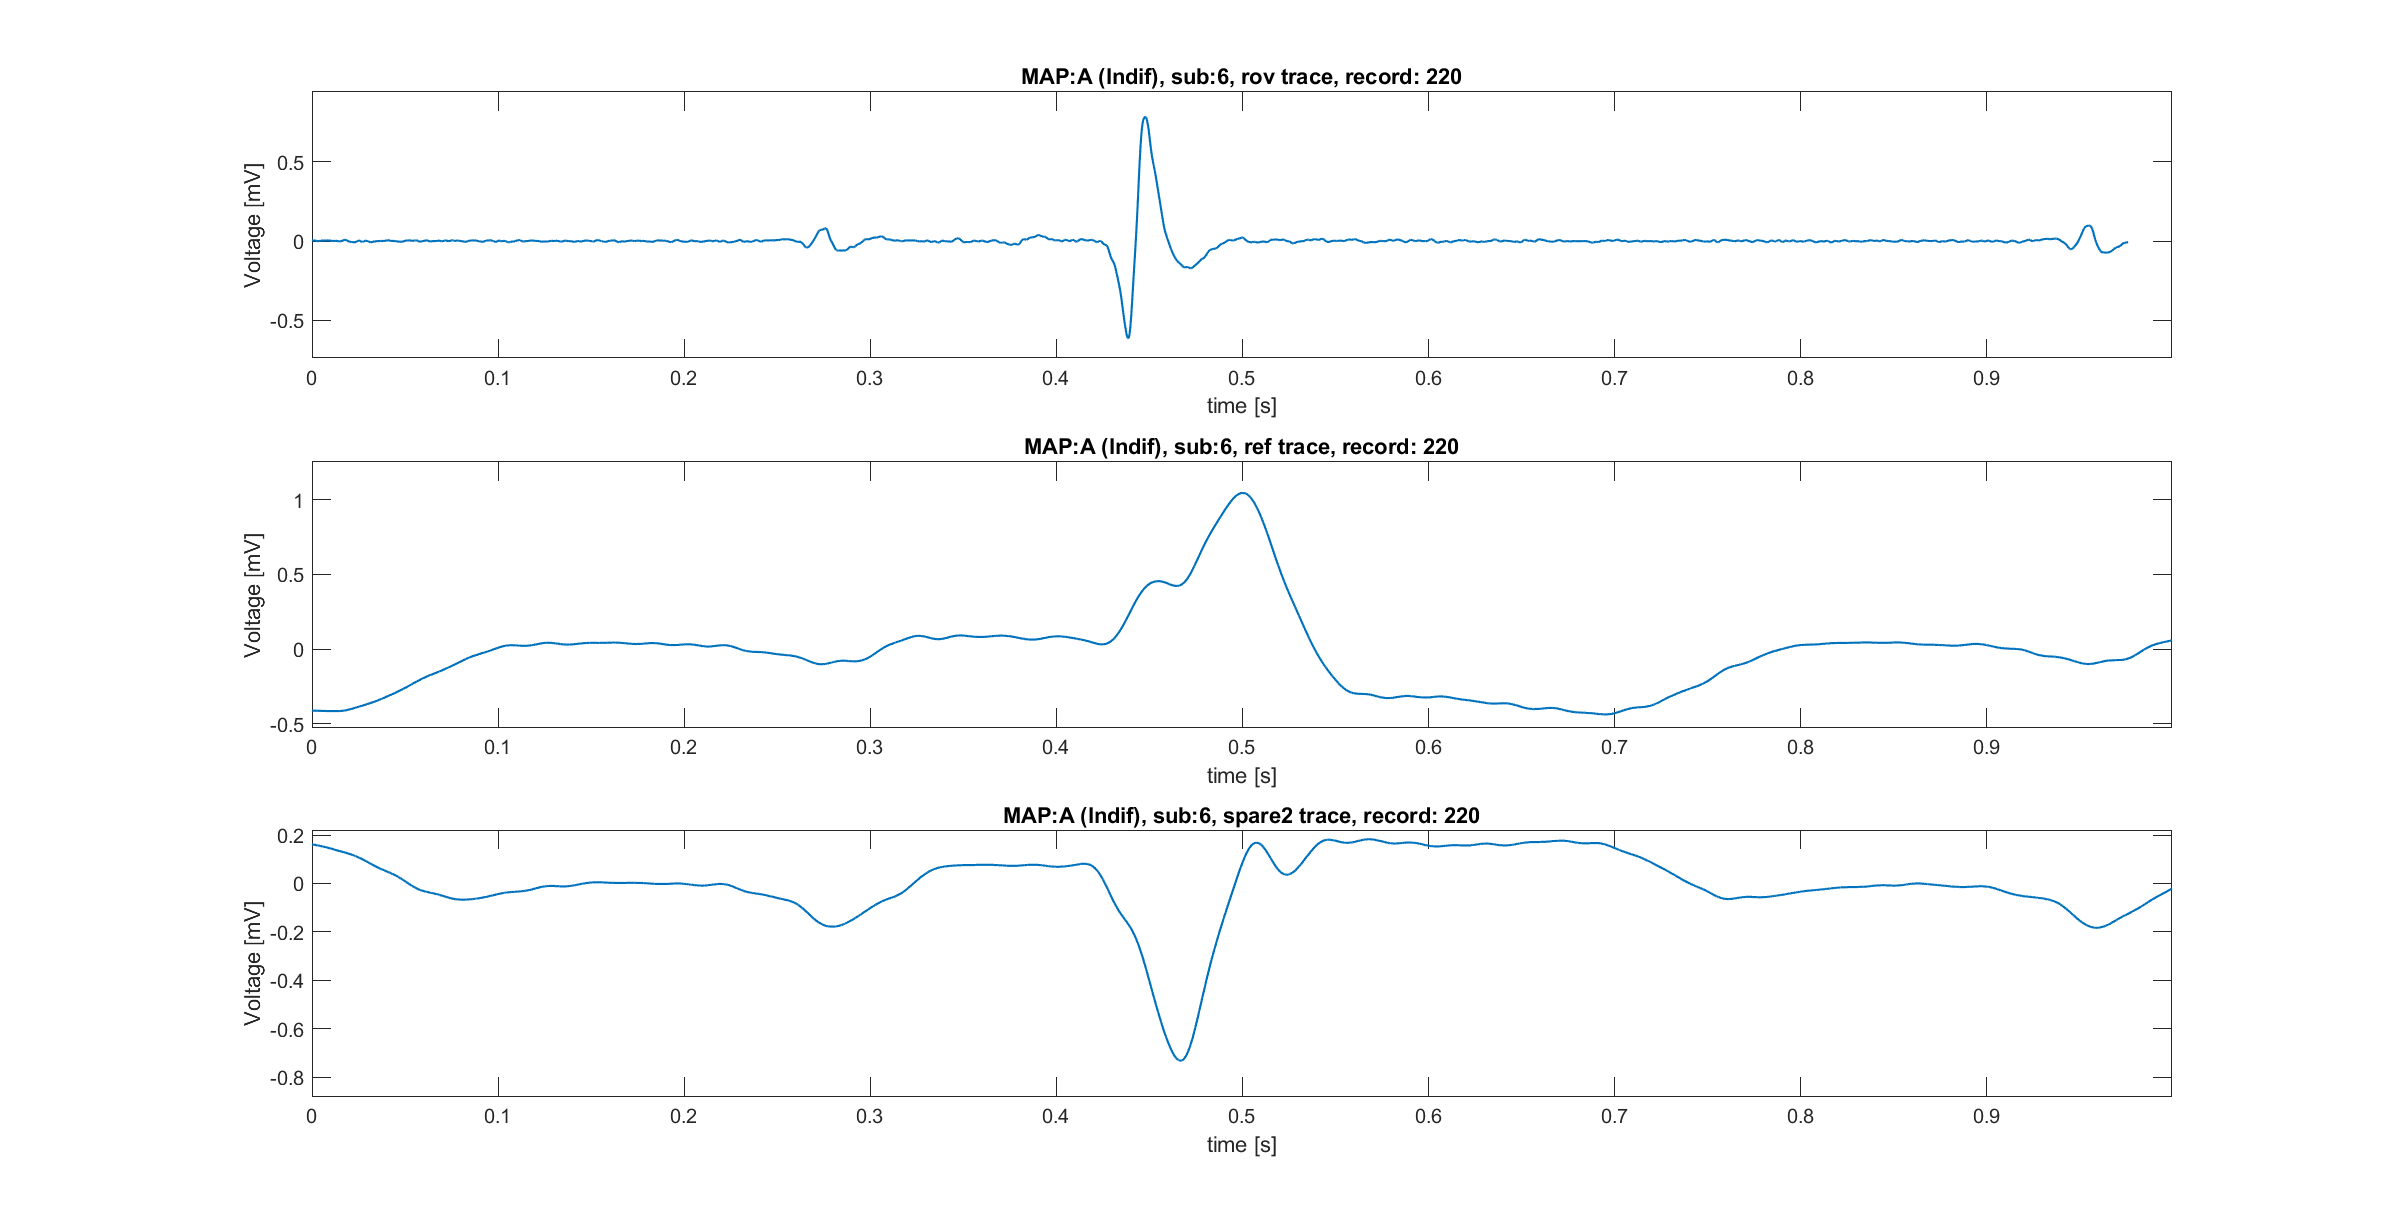 MAP:A (Indif), sub:6, rov trace, record: 220
Voltage [mV]
0.5
0
-0.5
0 0.1 0.2 0.3 0.4 0.5 0.6 0.7 0.8 0.9
time [s]
MAP:A (Indif), sub:6, ref trace, record: 220
Voltage [mV]
1
0.5
0
-0.5
0 0.1 0.2 0.3 0.4 0.5 0.6 0.7 0.8 0.9
time [s]
MAP:A (Indif), sub:6, spare2 trace, record: 220
Voltage [mV]
0.2
0
-0.2
-0.4
-0.6
-0.8
0 0.1 0.2 0.3 0.4 0.5 0.6 0.7 0.8 0.9
time [s]